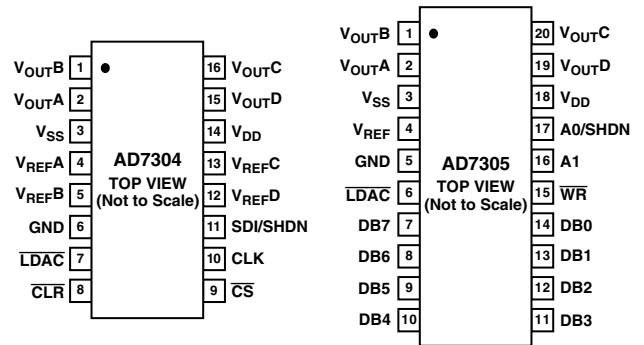 VOUTB 1 16 VOUTC
VOUTA 2 15 VOUTD
VSS 3 14 VDD
VREFA 4 13 VREFC
VREFB 5 12 VREFD
GND 6 11 SDI/SHDN
LDAC 7 10 CLK
CLR 8 9 CS
AD7304
TOP VIEW
(Not to Scale)
VOUTB 1 20 VOUTC
VOUTA 2 19 VOUTD
VSS 3 18 VDD
VREF 4 17 A0/SHDN
GND 5 16 A1
LDAC 6 15 WR
DB7 7 14 DB0
DB6 8 13 DB1
DB5 9 12 DB2
DB4 10 11 DB3
AD7305
TOP VIEW
(Not to Scale)